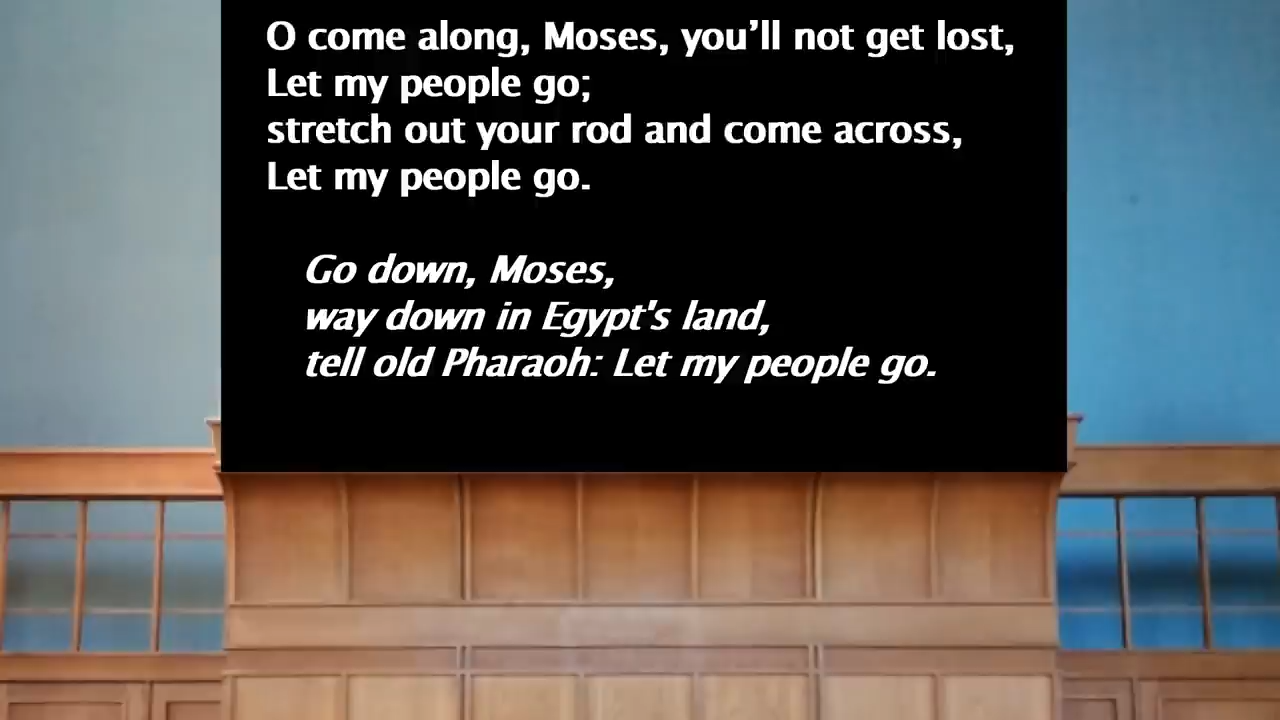 O come along, Moses, you’ll not get lost,
Let my people go;
stretch out your rod and come across,
Let my people go.
Go down, Moses,
way down in Egypt's land,
tell old Pharaoh: Let my people go.